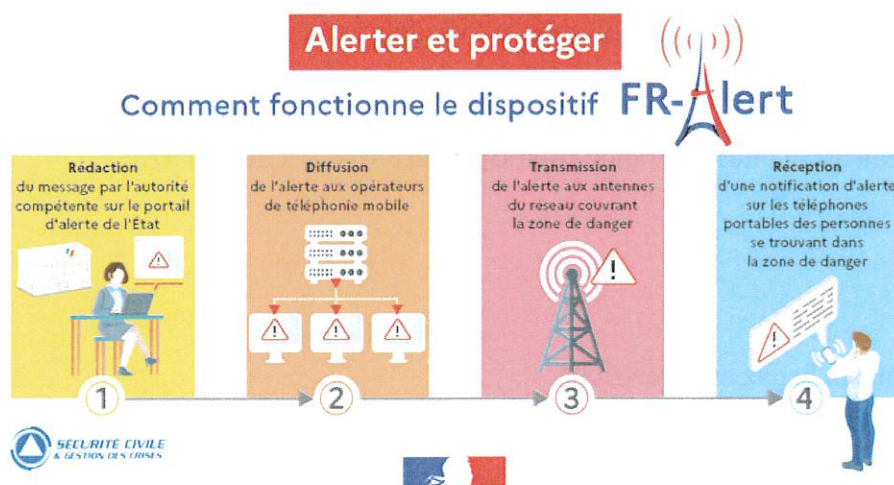 Alerter et protéger
Comment fonctionne le dispositif FR-Alert
Rédaction
du message par l'autorité
compétente sur le portail
d'alerte de l'État
Diffusion
de l'alerte aux opérateurs
de téléphonie mobile
Transmission
de l'alerte aux antennes
du réseau couvrant
la zone de danger
Réception
d'une notification d'alerte
sur les téléphones
portables des personnes
se trouvant dans
la zone de danger
1
2
3
4
SÉCURITÉ CIVILE
& GESTION DES CRISES